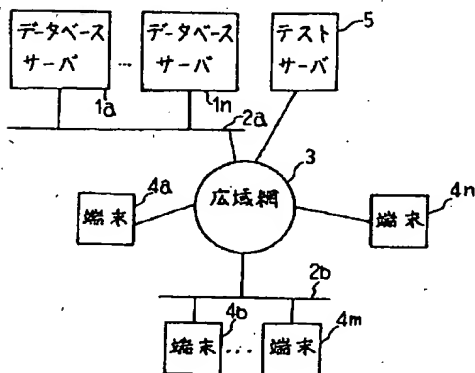 データベース データベース テスト 5
サーバ … サーバ サーバ
1a 1n
2a
3
4a 広域網 4n
端末 端末
2b
4b 4m
端末 … 端末